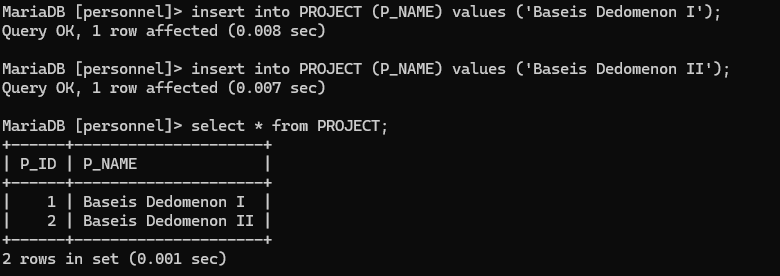 MariaDB [personnel]> insert into PROJECT (P_NAME) values ('Baseis Dedomenon I');
Query OK, 1 row affected (0.008 sec)
MariaDB [personnel]> insert into PROJECT (P_NAME) values ('Baseis Dedomenon II');
Query OK, 1 row affected (0.007 sec)
MariaDB [personnel]> select * from PROJECT;
+------+---------------------+
| P_ID | P_NAME              |
+------+---------------------+
|    1 | Baseis Dedomenon I  |
|    2 | Baseis Dedomenon II |
+------+---------------------+
2 rows in set (0.001 sec)